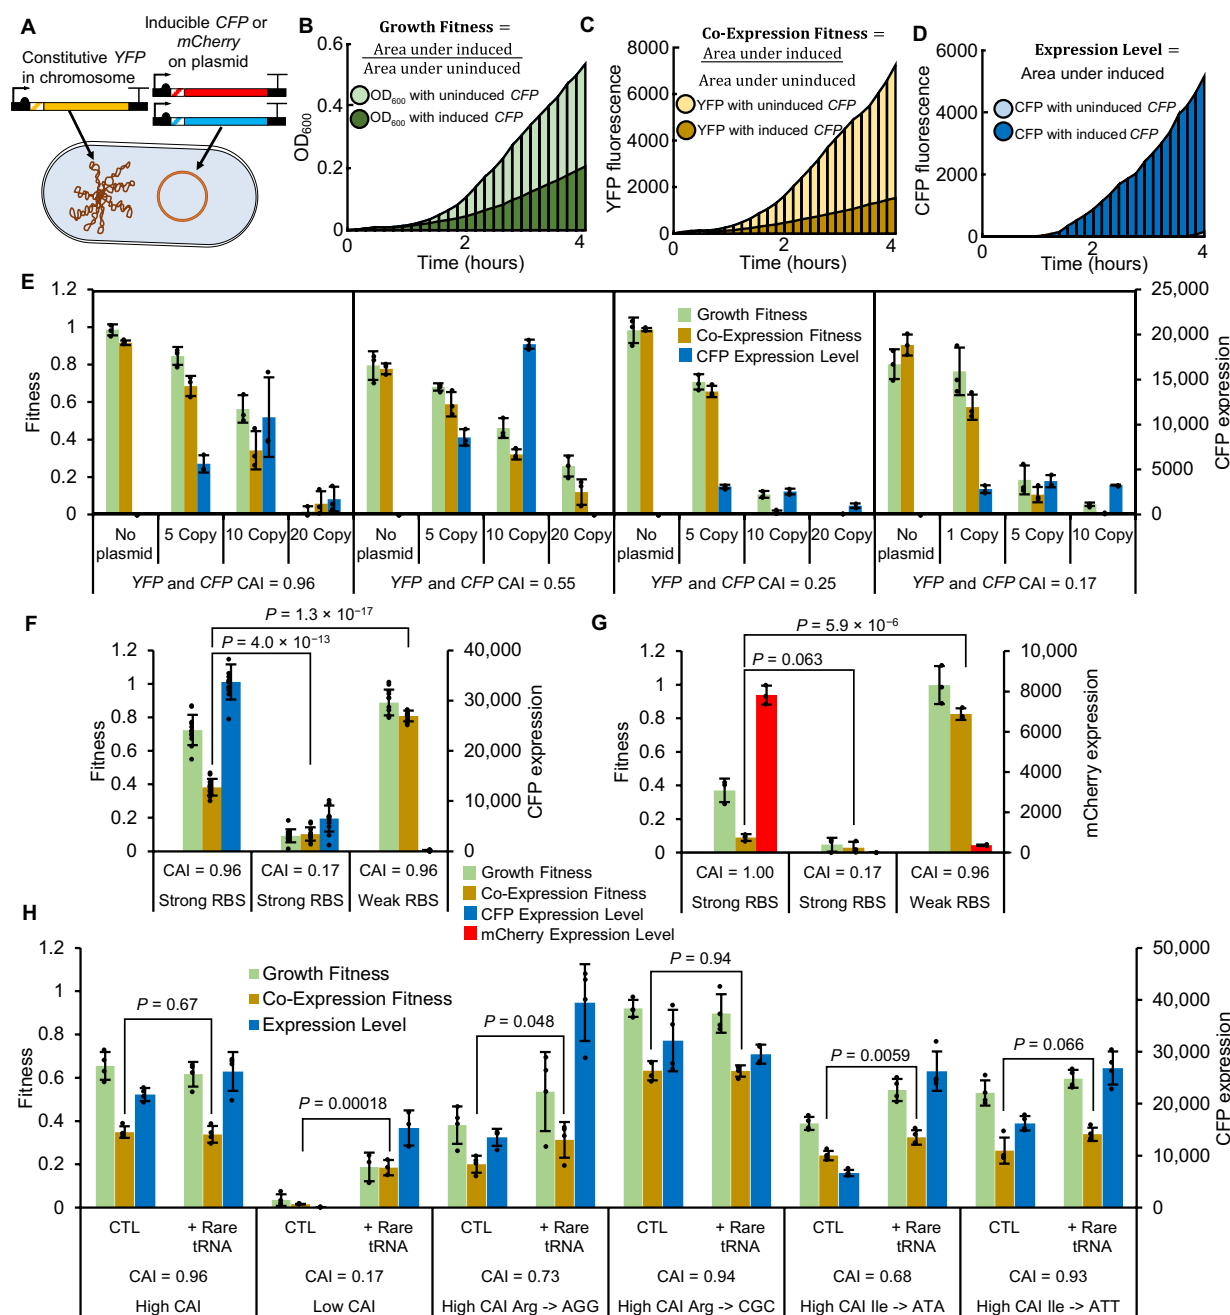 A
Constitutive YFP
in chromosome
Inducible CFP or
mCherry
on plasmid
B
Growth Fitness =
Area under induced
Area under uninduced
OD600 with uninduced CFP
OD600 with induced CFP
OD600
0.6
0.4
0.2
0
0
2
4
Time (hours)
C
Co-Expression Fitness =
Area under induced
Area under uninduced
YFP with uninduced CFP
YFP with induced CFP
YFP fluorescence
8000
6000
4000
2000
0
0
2
4
Time (hours)
D
Expression Level =
Area under induced
CFP with uninduced CFP
CFP with induced CFP
CFP fluorescence
6000
4000
2000
0
0
2
4
Time (hours)
E
Fitness
1.2
1
0.8
0.6
0.4
0.2
0
Growth Fitness
Co-Expression Fitness
CFP Expression Level
25,000
20,000
15,000
10,000
5000
0
CFP expression
No plasmid
5 Copy
10 Copy
20 Copy
No plasmid
5 Copy
10 Copy
20 Copy
No plasmid
5 Copy
10 Copy
20 Copy
No plasmid
1 Copy
5 Copy
10 Copy
YFP and CFP CAI = 0.96
YFP and CFP CAI = 0.55
YFP and CFP CAI = 0.25
YFP and CFP CAI = 0.17
F
P = 1.3 × 10−17
P = 4.0 × 10−13
Fitness
1.2
1
0.8
0.6
0.4
0.2
0
40,000
30,000
20,000
10,000
0
CFP expression
CAI = 0.96
CAI = 0.17
CAI = 0.96
Strong RBS
Strong RBS
Weak RBS
G
P = 5.9 × 10−6
P = 0.063
Fitness
1.2
1
0.8
0.6
0.4
0.2
0
10,000
8000
6000
4000
2000
0
mCherry expression
CAI = 1.00
CAI = 0.17
CAI = 0.96
Strong RBS
Strong RBS
Weak RBS
Growth Fitness
Co-Expression Fitness
CFP Expression Level
mCherry Expression Level
H
Fitness
1.2
1
0.8
0.6
0.4
0.2
0
Growth Fitness
Co-Expression Fitness
Expression Level
P = 0.67
P = 0.00018
P = 0.048
P = 0.94
P = 0.0059
P = 0.066
50,000
40,000
30,000
20,000
10,000
0
CFP expression
CTL
+ Rare tRNA
CTL
+ Rare tRNA
CTL
+ Rare tRNA
CTL
+ Rare tRNA
CTL
+ Rare tRNA
CTL
+ Rare tRNA
CAI = 0.96
CAI = 0.17
CAI = 0.73
CAI = 0.94
CAI = 0.68
CAI = 0.93
High CAI
Low CAI
High CAI Arg -> AGG
High CAI Arg -> CGC
High CAI Ile -> ATA
High CAI Ile -> ATT